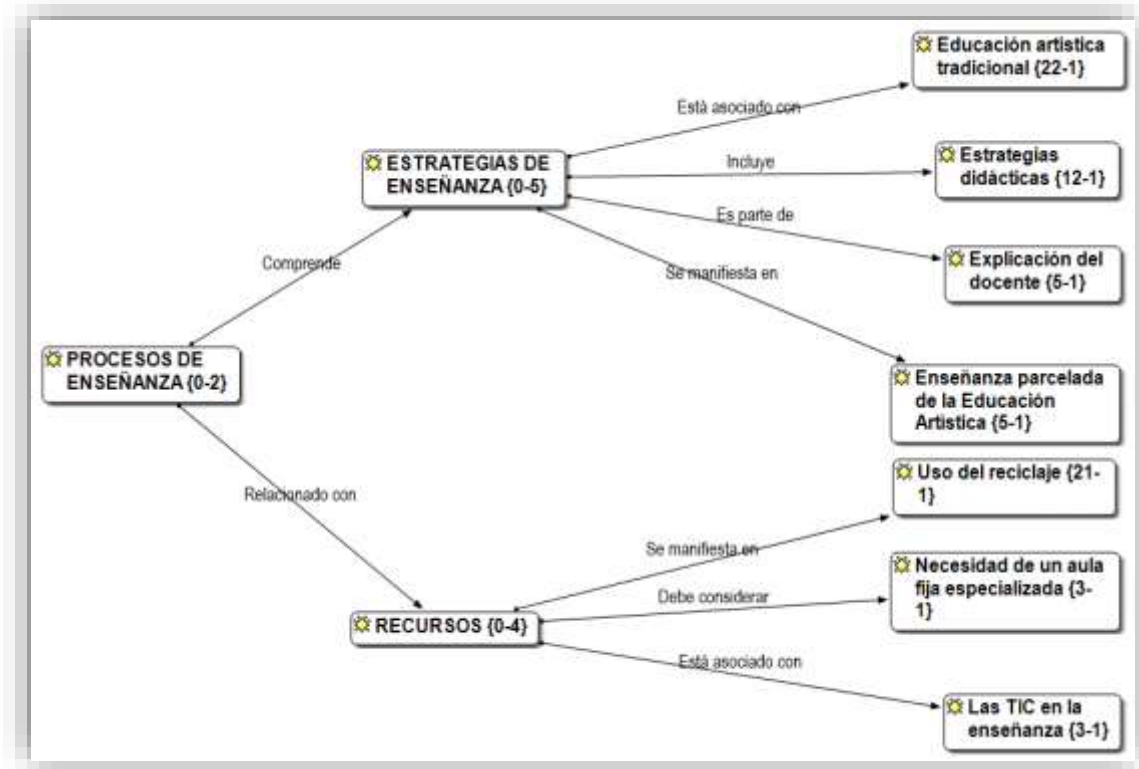 Educación artistica
tradicional {22-1}
Está asociado con
ESTRATEGIAS DE
ENSEÑANZA {0-5}
Incluye
Estrategias
didácticas {12-1}
Es parte de
Explicación del
docente {5-1}
Comprende
Se manifiesta en
PROCESOS DE
ENSEÑANZA {0-2}
Enseñanza parcelada
de la Educación
Artistica {5-1}
Relacionado con
Uso del reciclaje {21-
1}
Se manifiesta en
Necesidad de un aula
fija especializada {3-
1}
Debe considerar
RECURSOS {0-4}
Está asociado con
Las TIC en la
enseñanza {3-1}